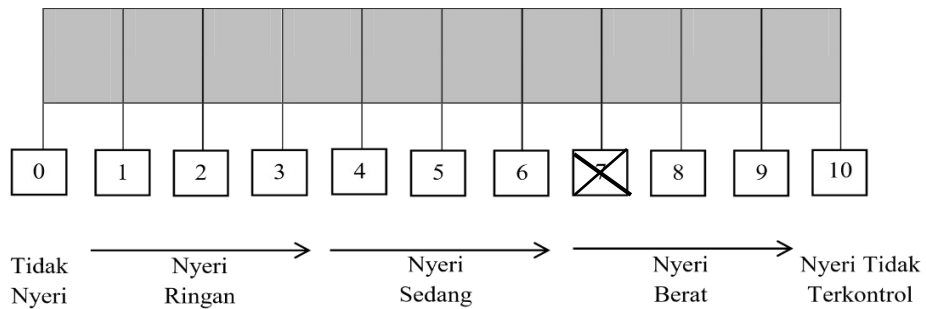 0 1 2 3 4 5 6 7 8 9 10
Tidak Nyeri Nyeri Nyeri Nyeri Tidak
Nyeri Ringan Sedang Berat Terkontrol